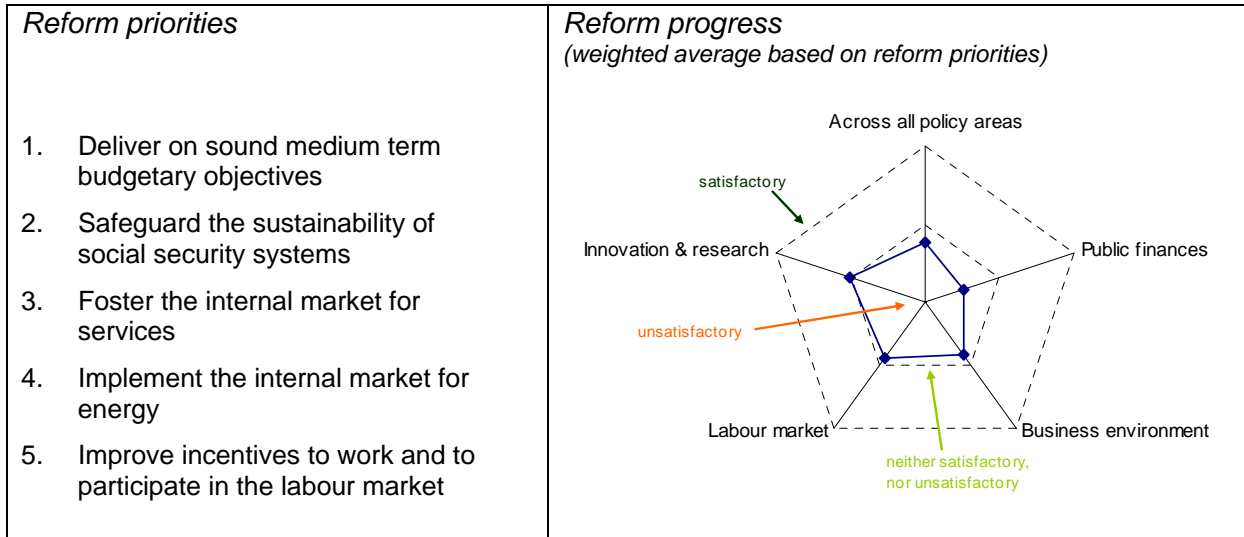 Reform priorities
1. Deliver on sound medium term
budgetary objectives
2. Safeguard the sustainability of
social security systems
3. Foster the internal market for
services
4. Implement the internal market for
energy
5. Improve incentives to work and to
participate in the labour market
Reform progress
(weighted average based on reform priorities)
Across all policy areas
satisfactory
Innovation & research
Public finances
unsatisfactory
Labour market
Business environment
neither satisfactory,
nor unsatisfactory